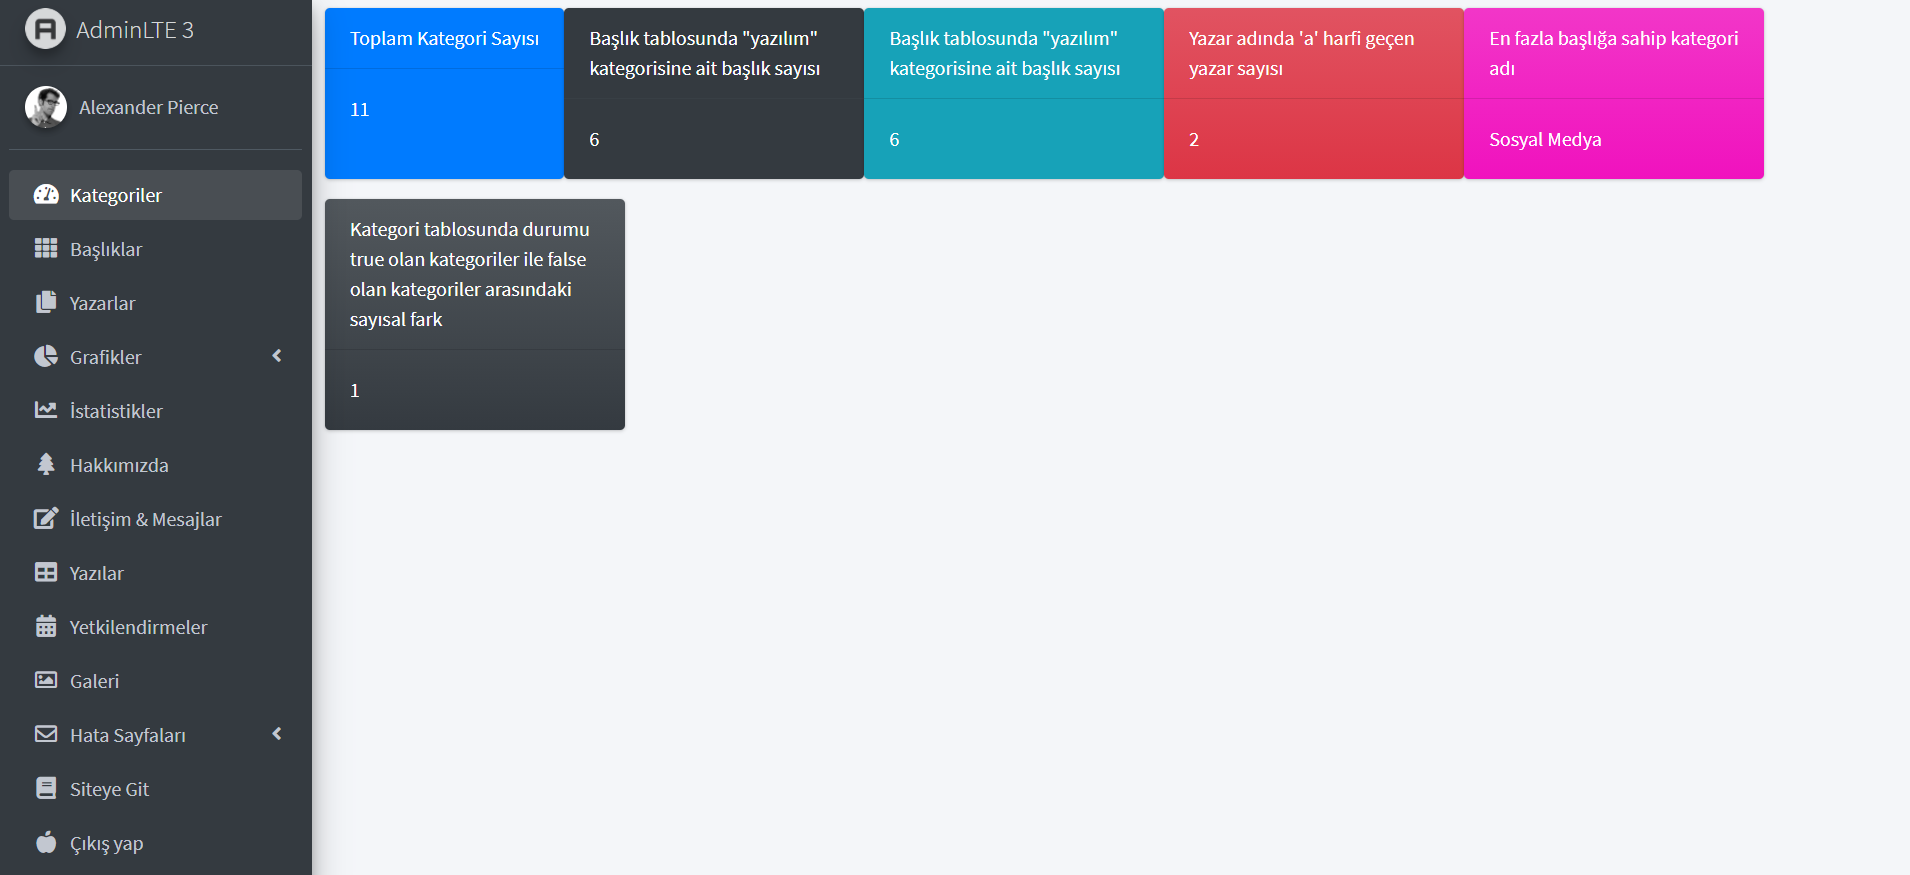 AdminLTE 3
Alexander Pierce
Kategoriler
Başlıklar
Yazarlar
Grafikler
İstatistikler
Hakkımızda
İletişim & Mesajlar
Yazılar
Yetkilendirmeler
Galeri
Hata Sayfaları
Siteye Git
Çıkış yap
Toplam Kategori Sayısı
11
Başlık tablosunda "yazılım"
kategorisine ait başlık sayısı
6
Başlık tablosunda "yazılım"
kategorisine ait başlık sayısı
6
Yazar adında 'a' harfi geçen
yazar sayısı
2
En fazla başlığa sahip kategori
adı
Sosyal Medya
Kategori tablosunda durumu
true olan kategoriler ile false
olan kategoriler arasındaki
sayısal fark
1